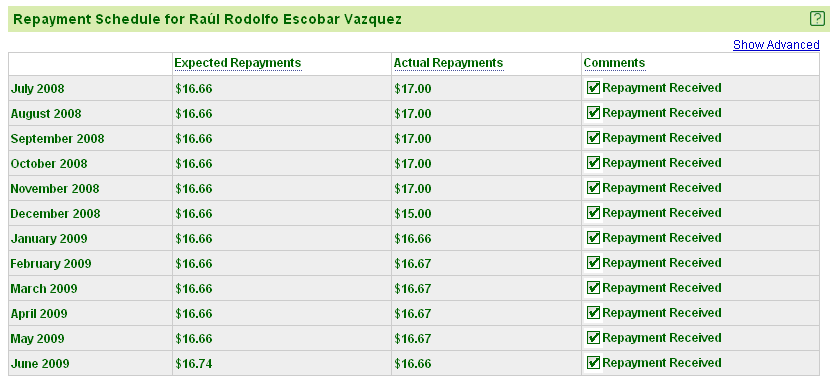 Repayment Schedule for Raúl Rodolfo Escobar Vazquez ?
Show Advanced
Expected Repayments Actual Repayments Comments
July 2008 $16.66 $17.00 Repayment Received
August 2008 $16.66 $17.00 Repayment Received
September 2008 $16.66 $17.00 Repayment Received
October 2008 $16.66 $17.00 Repayment Received
November 2008 $16.66 $17.00 Repayment Received
December 2008 $16.66 $15.00 Repayment Received
January 2009 $16.66 $16.66 Repayment Received
February 2009 $16.66 $16.67 Repayment Received
March 2009 $16.66 $16.67 Repayment Received
April 2009 $16.66 $16.67 Repayment Received
May 2009 $16.66 $16.67 Repayment Received
June 2009 $16.74 $16.66 Repayment Received